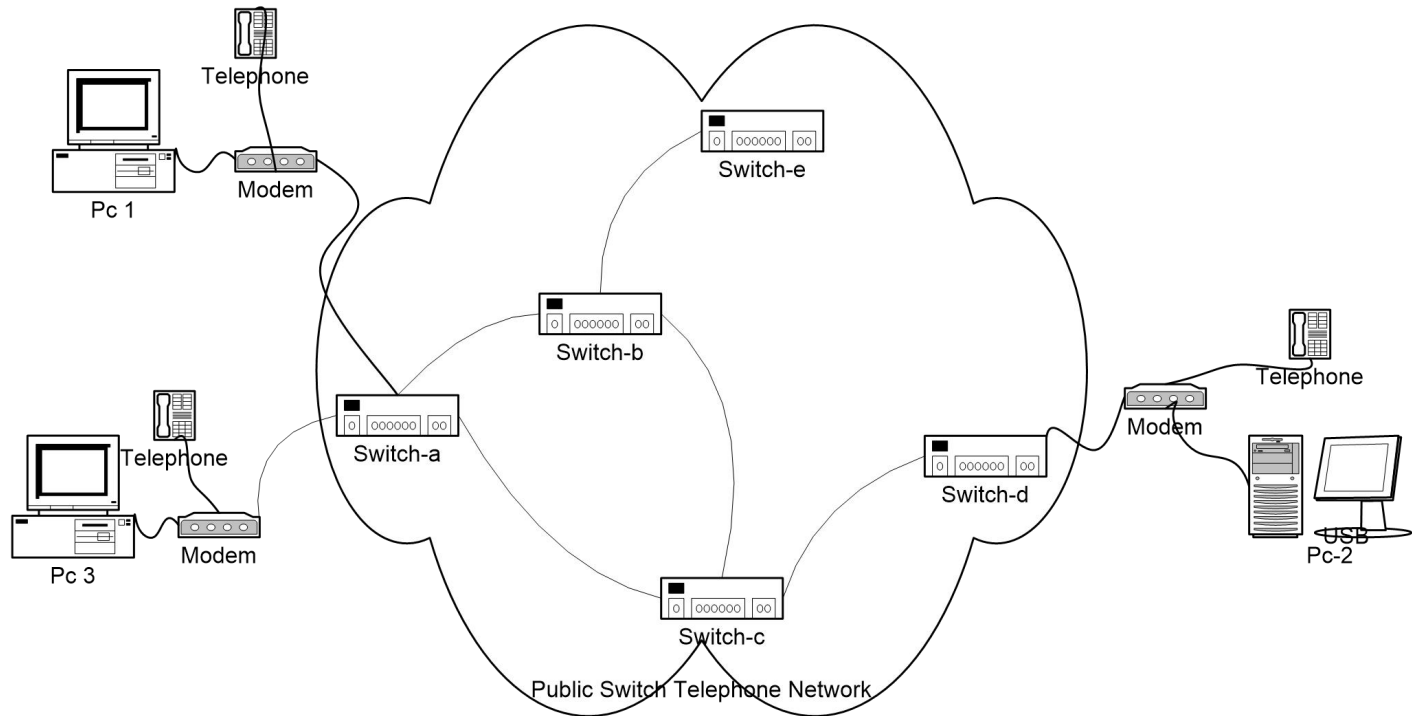 Telephone
Switch-e
Modem
Pc 1
Switch-b
Telephone
Switch-a
Telephone
Modem
Switch-d
Modem
USB
Pc-2
Pc 3
Switch-c
Public Switch Telephone Network